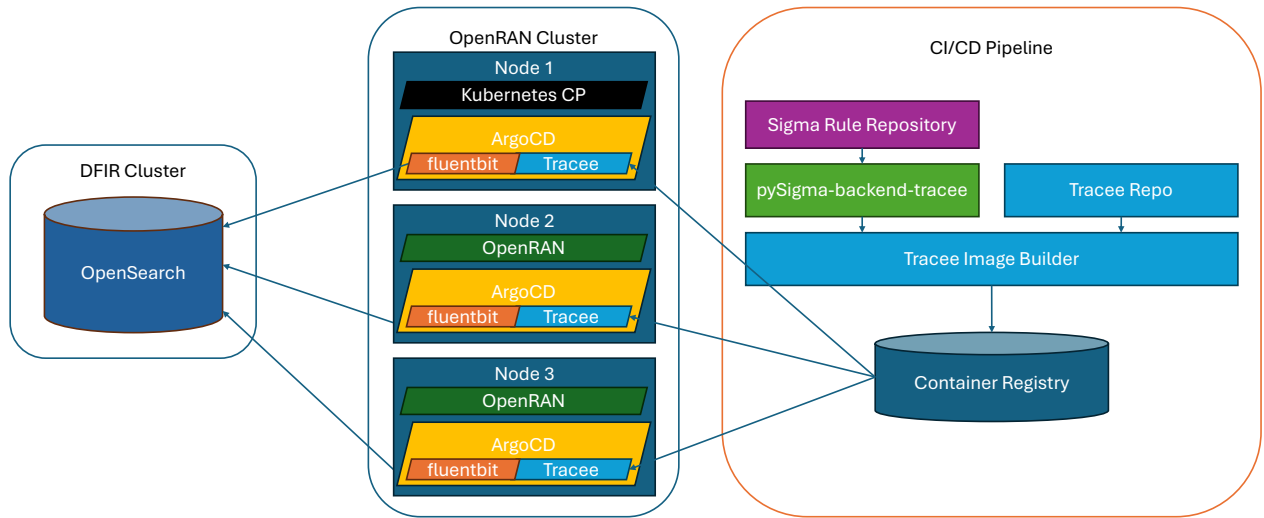 DFIR Cluster
OpenSearch
OpenRAN Cluster
Node 1
Kubernetes CP
ArgoCD
fluentbit
Tracee
Node 2
OpenRAN
ArgoCD
fluentbit
Tracee
Node 3
OpenRAN
ArgoCD
fluentbit
Tracee
CI/CD Pipeline
Sigma Rule Repository
pySigma-backend-tracee
Tracee Repo
Tracee Image Builder
Container Registry